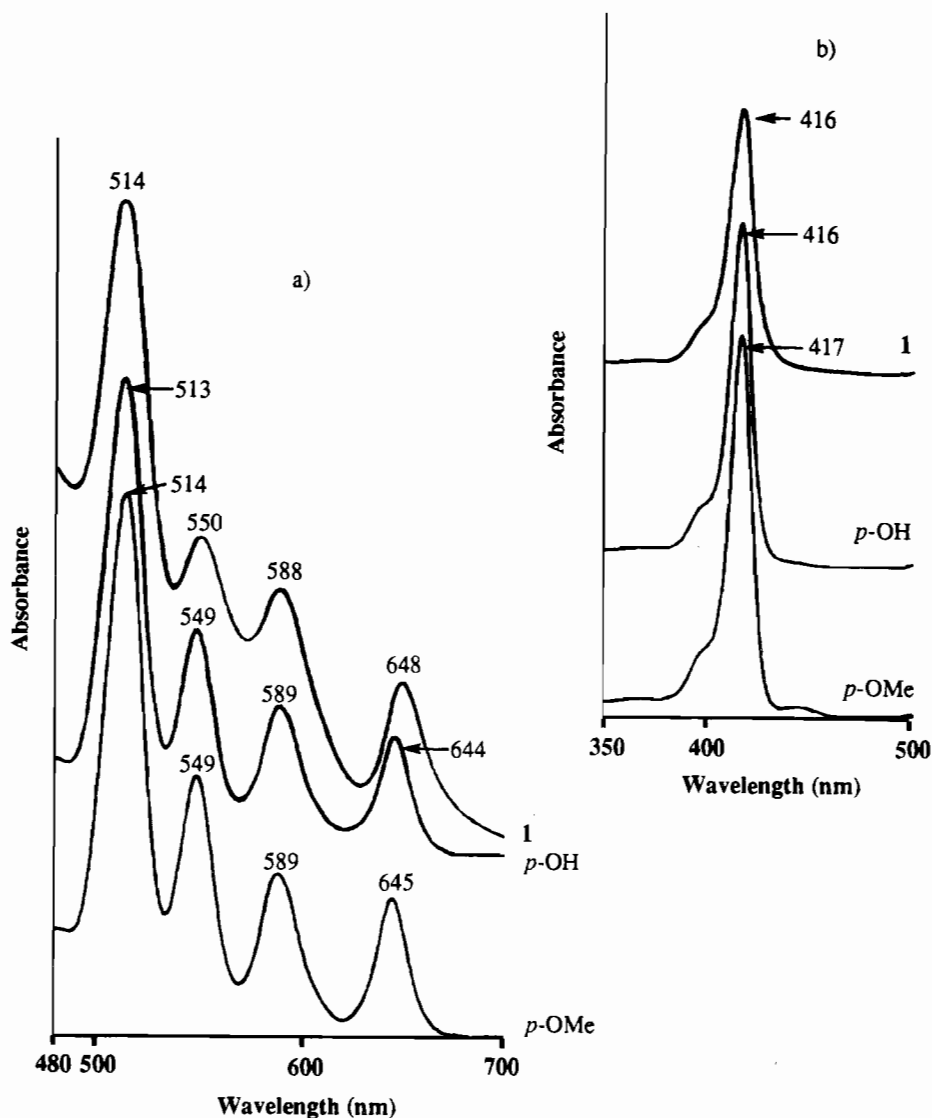 a)
514
513
514
550
588
549
589
648
644
549
589
645
1
p-OH
p-OMe
Absorbance
480 500 600 700
Wavelength (nm)
b)
416
416
417
1
p-OH
p-OMe
Absorbance
350 400 500
Wavelength (nm)